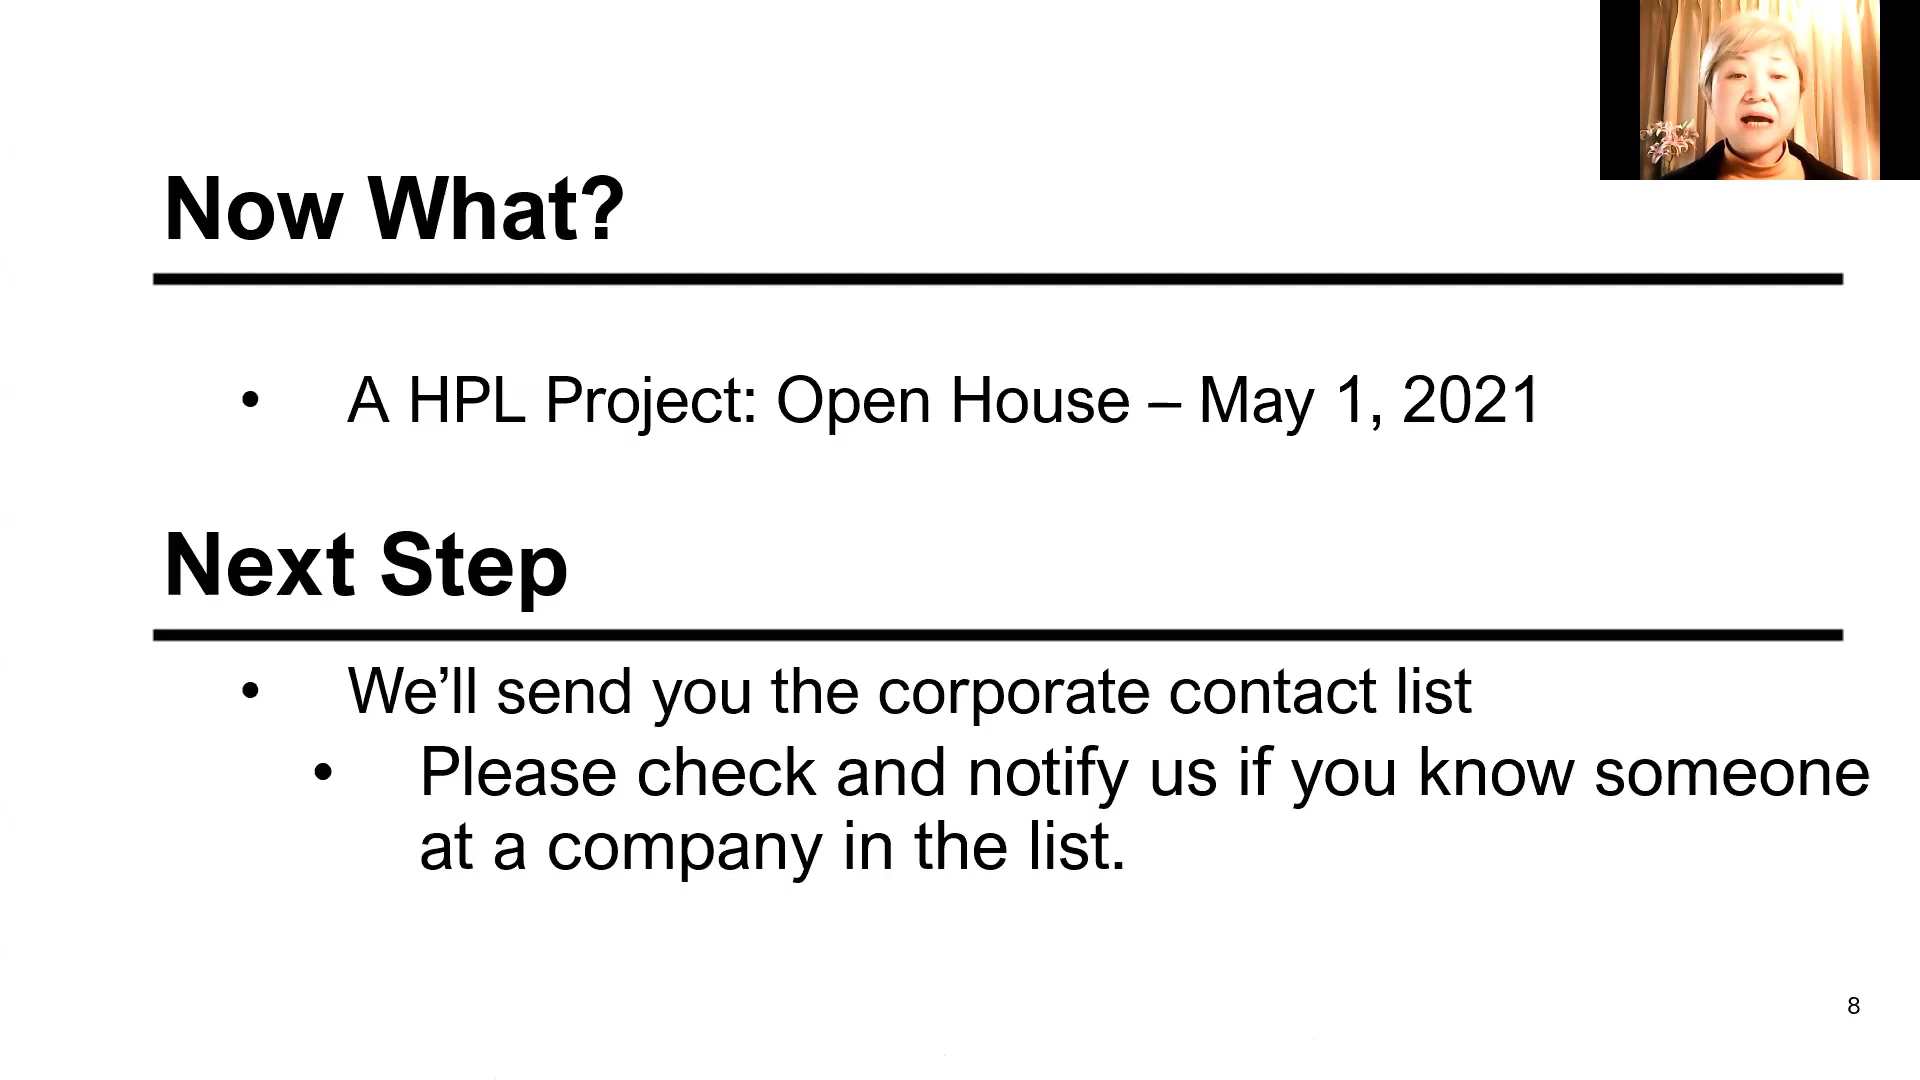 Now What?
• A HPL Project: Open House – May 1, 2021
Next Step
• We’ll send you the corporate contact list
• Please check and notify us if you know someone
at a company in the list.
8